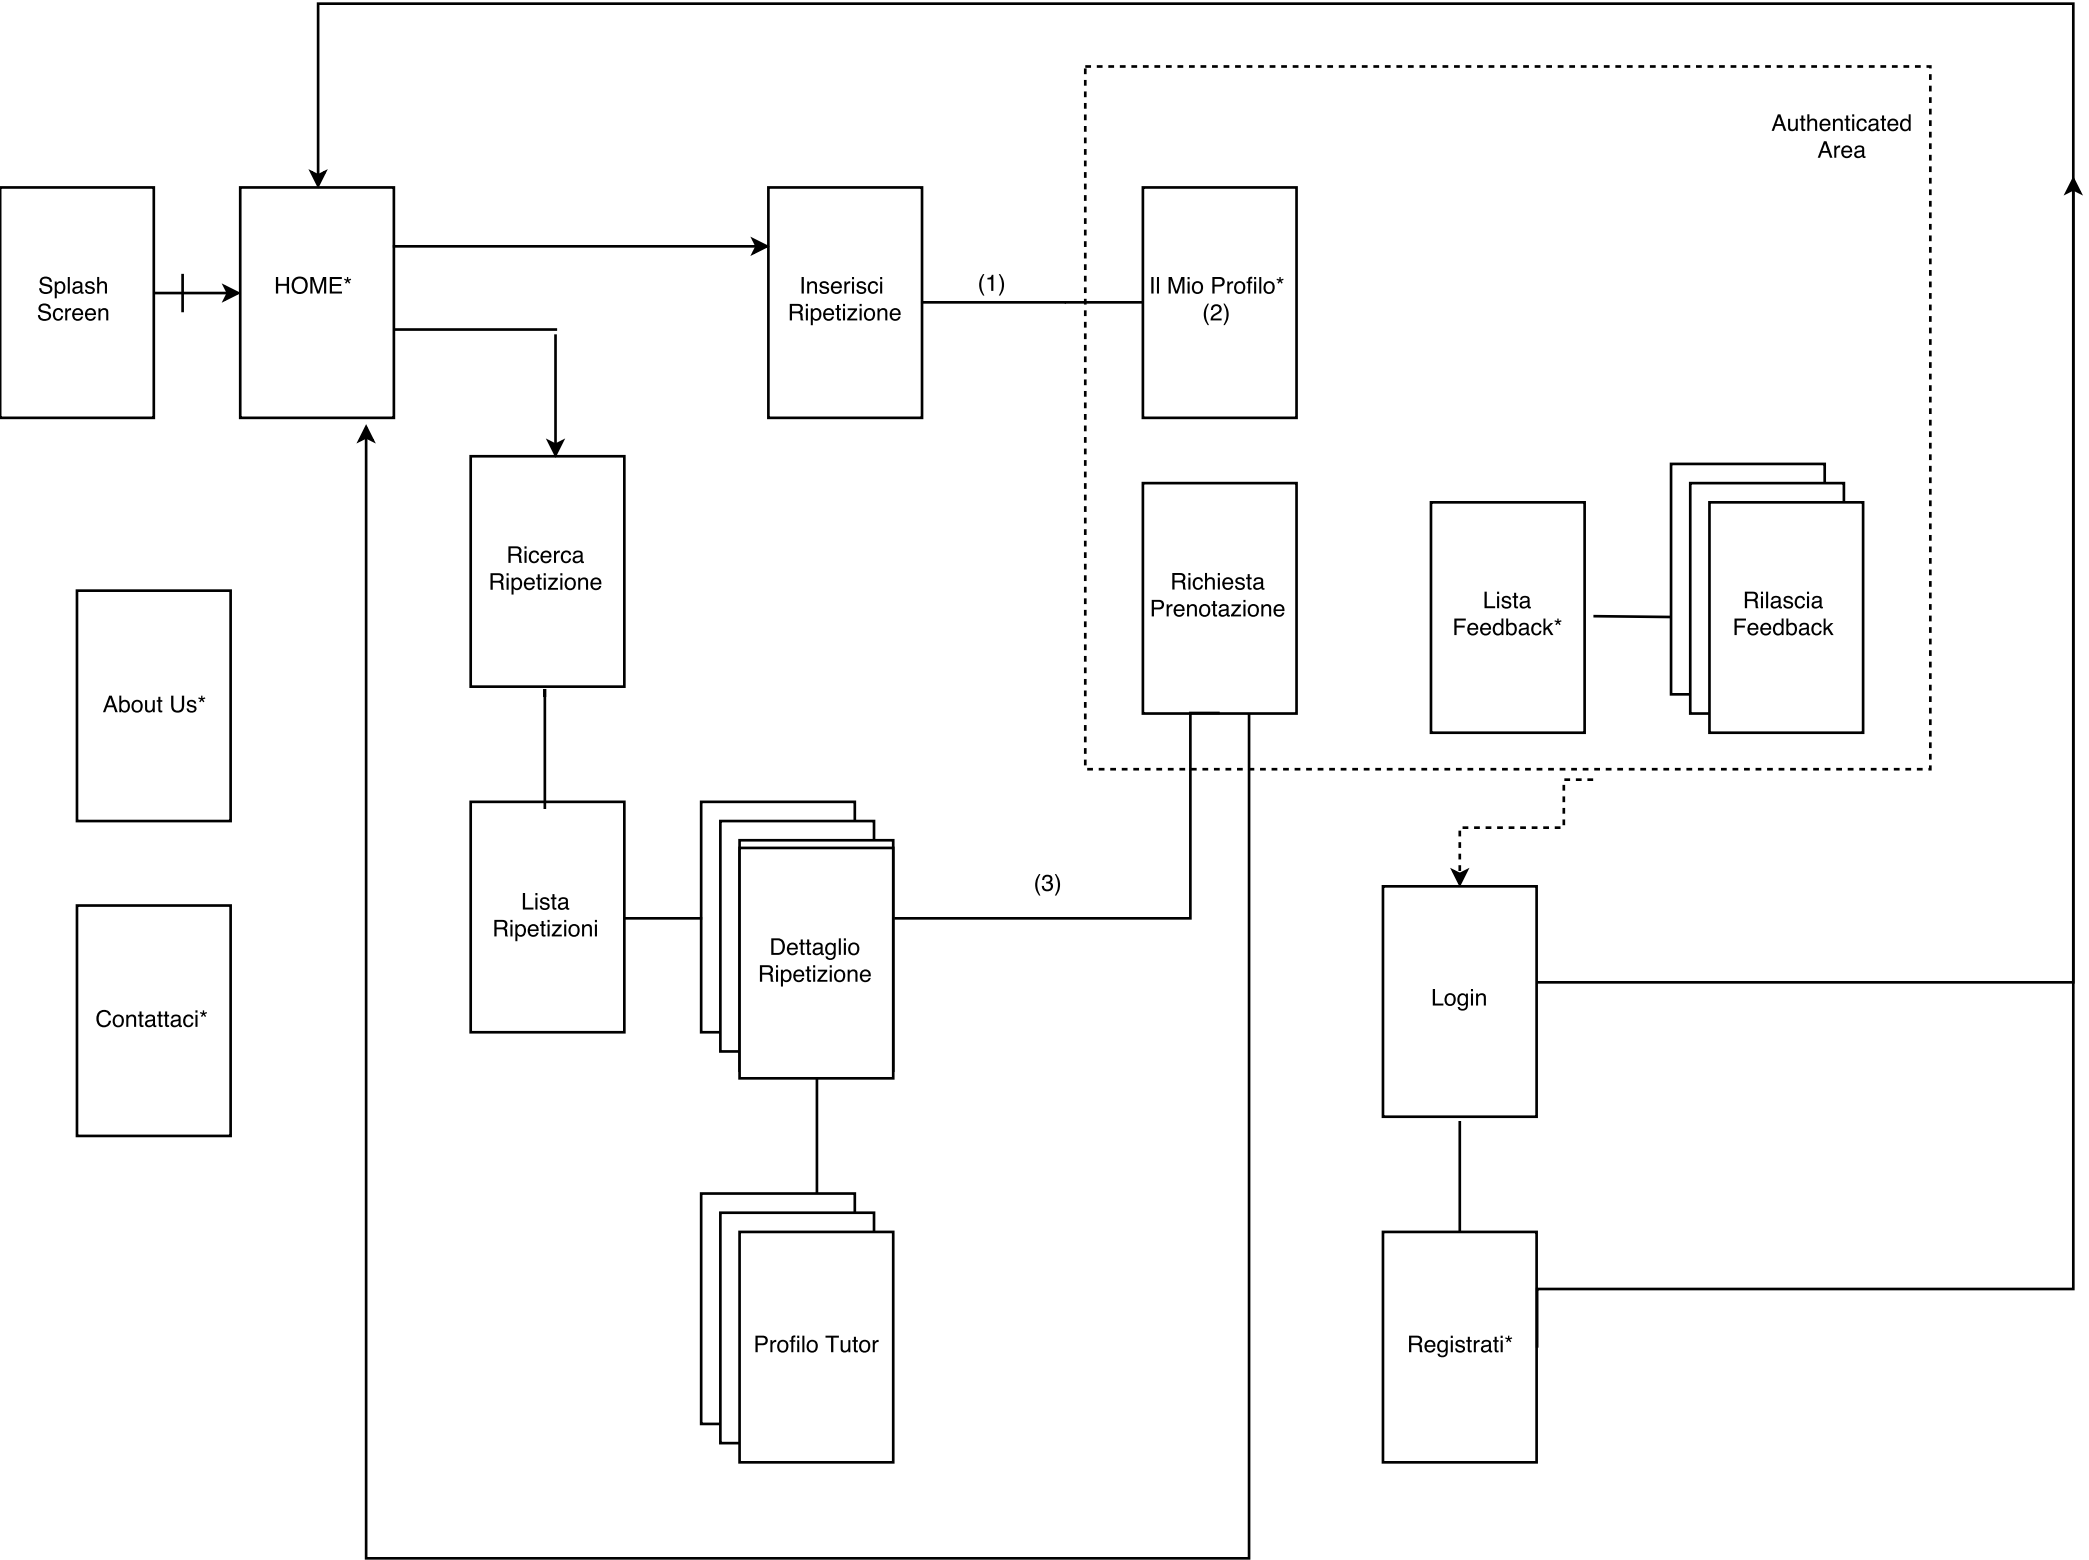 Authenticated
Area
Splash
Screen
HOME*
Inserisci
Ripetizione
(1)
Il Mio Profilo*
(2)
Ricerca
Ripetizione
Richiesta
Prenotazione
Lista
Feedback*
Rilascia
Feedback
About Us*
Lista
Ripetizioni
(3)
Dettaglio
Ripetizione
Contattaci*
Login
Profilo Tutor
Registrati*